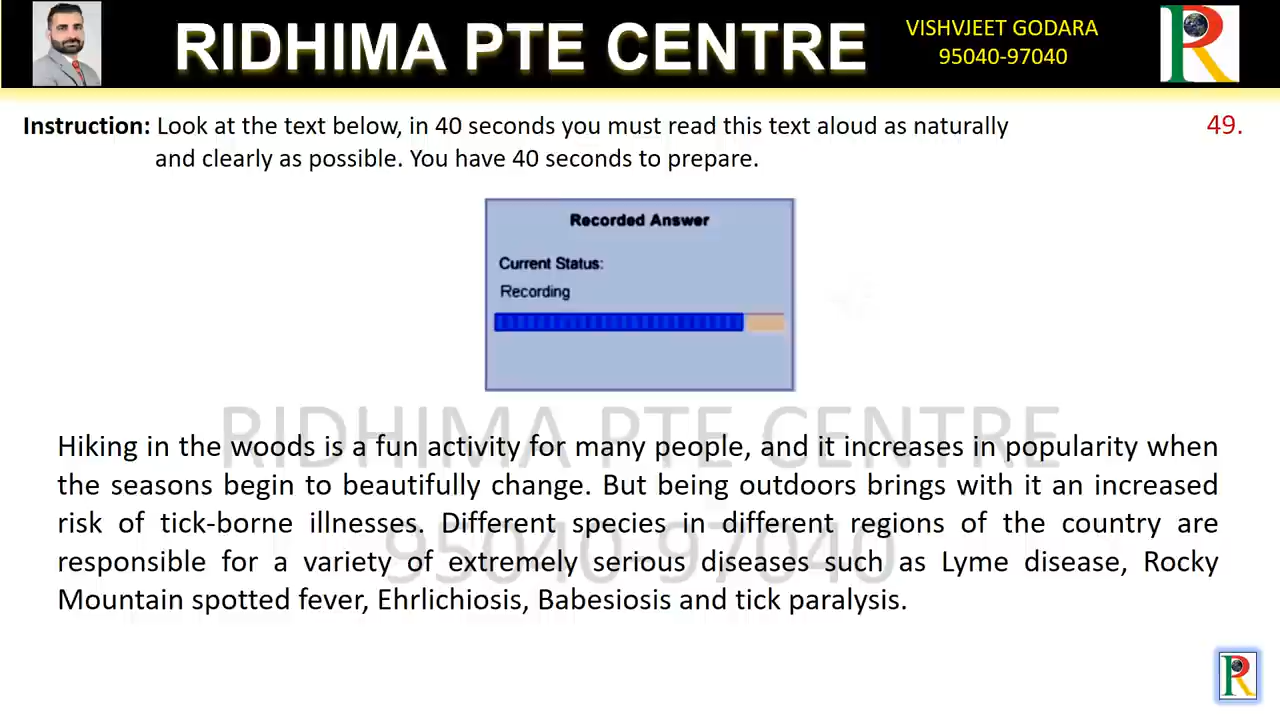 RIDHIMA PTE CENTRE
VISHVJEET GODARA
95040-97040
R
Instruction: Look at the text below, in 40 seconds you must read this text aloud as naturally
and clearly as possible. You have 40 seconds to prepare.
49.
Recorded Answer
Current Status:
Recording
RIDHIMA PTE CENTRE
95040-97040
Hiking in the woods is a fun activity for many people, and it increases in popularity when
the seasons begin to beautifully change. But being outdoors brings with it an increased
risk of tick-borne illnesses. Different species in different regions of the country are
responsible for a variety of extremely serious diseases such as Lyme disease, Rocky
Mountain spotted fever, Ehrlichiosis, Babesiosis and tick paralysis.
R